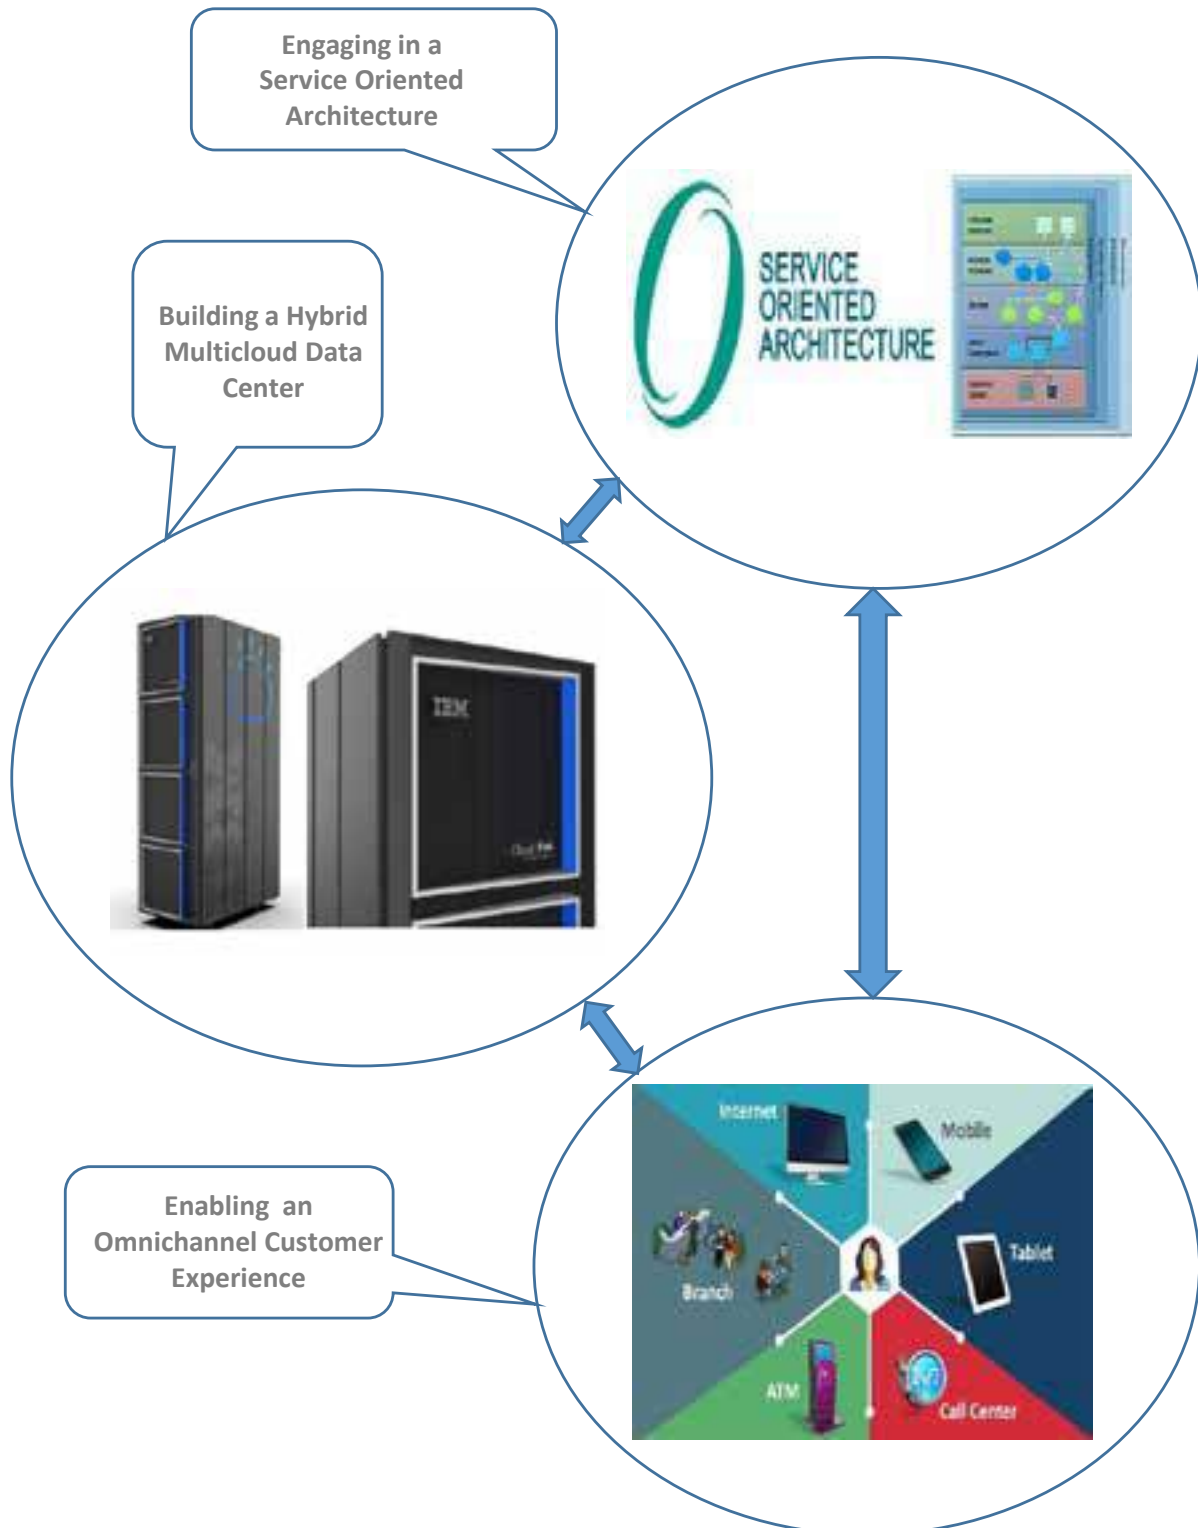 Engaging in a
Service Oriented
Architecture
SERVICE
ORIENTED
ARCHITECTURE
Building a Hybrid
Multicloud Data
Center
IBM
Internet
Mobile
Tablet
Branch
ATM
Call Center
Enabling an
Omnichannel Customer
Experience